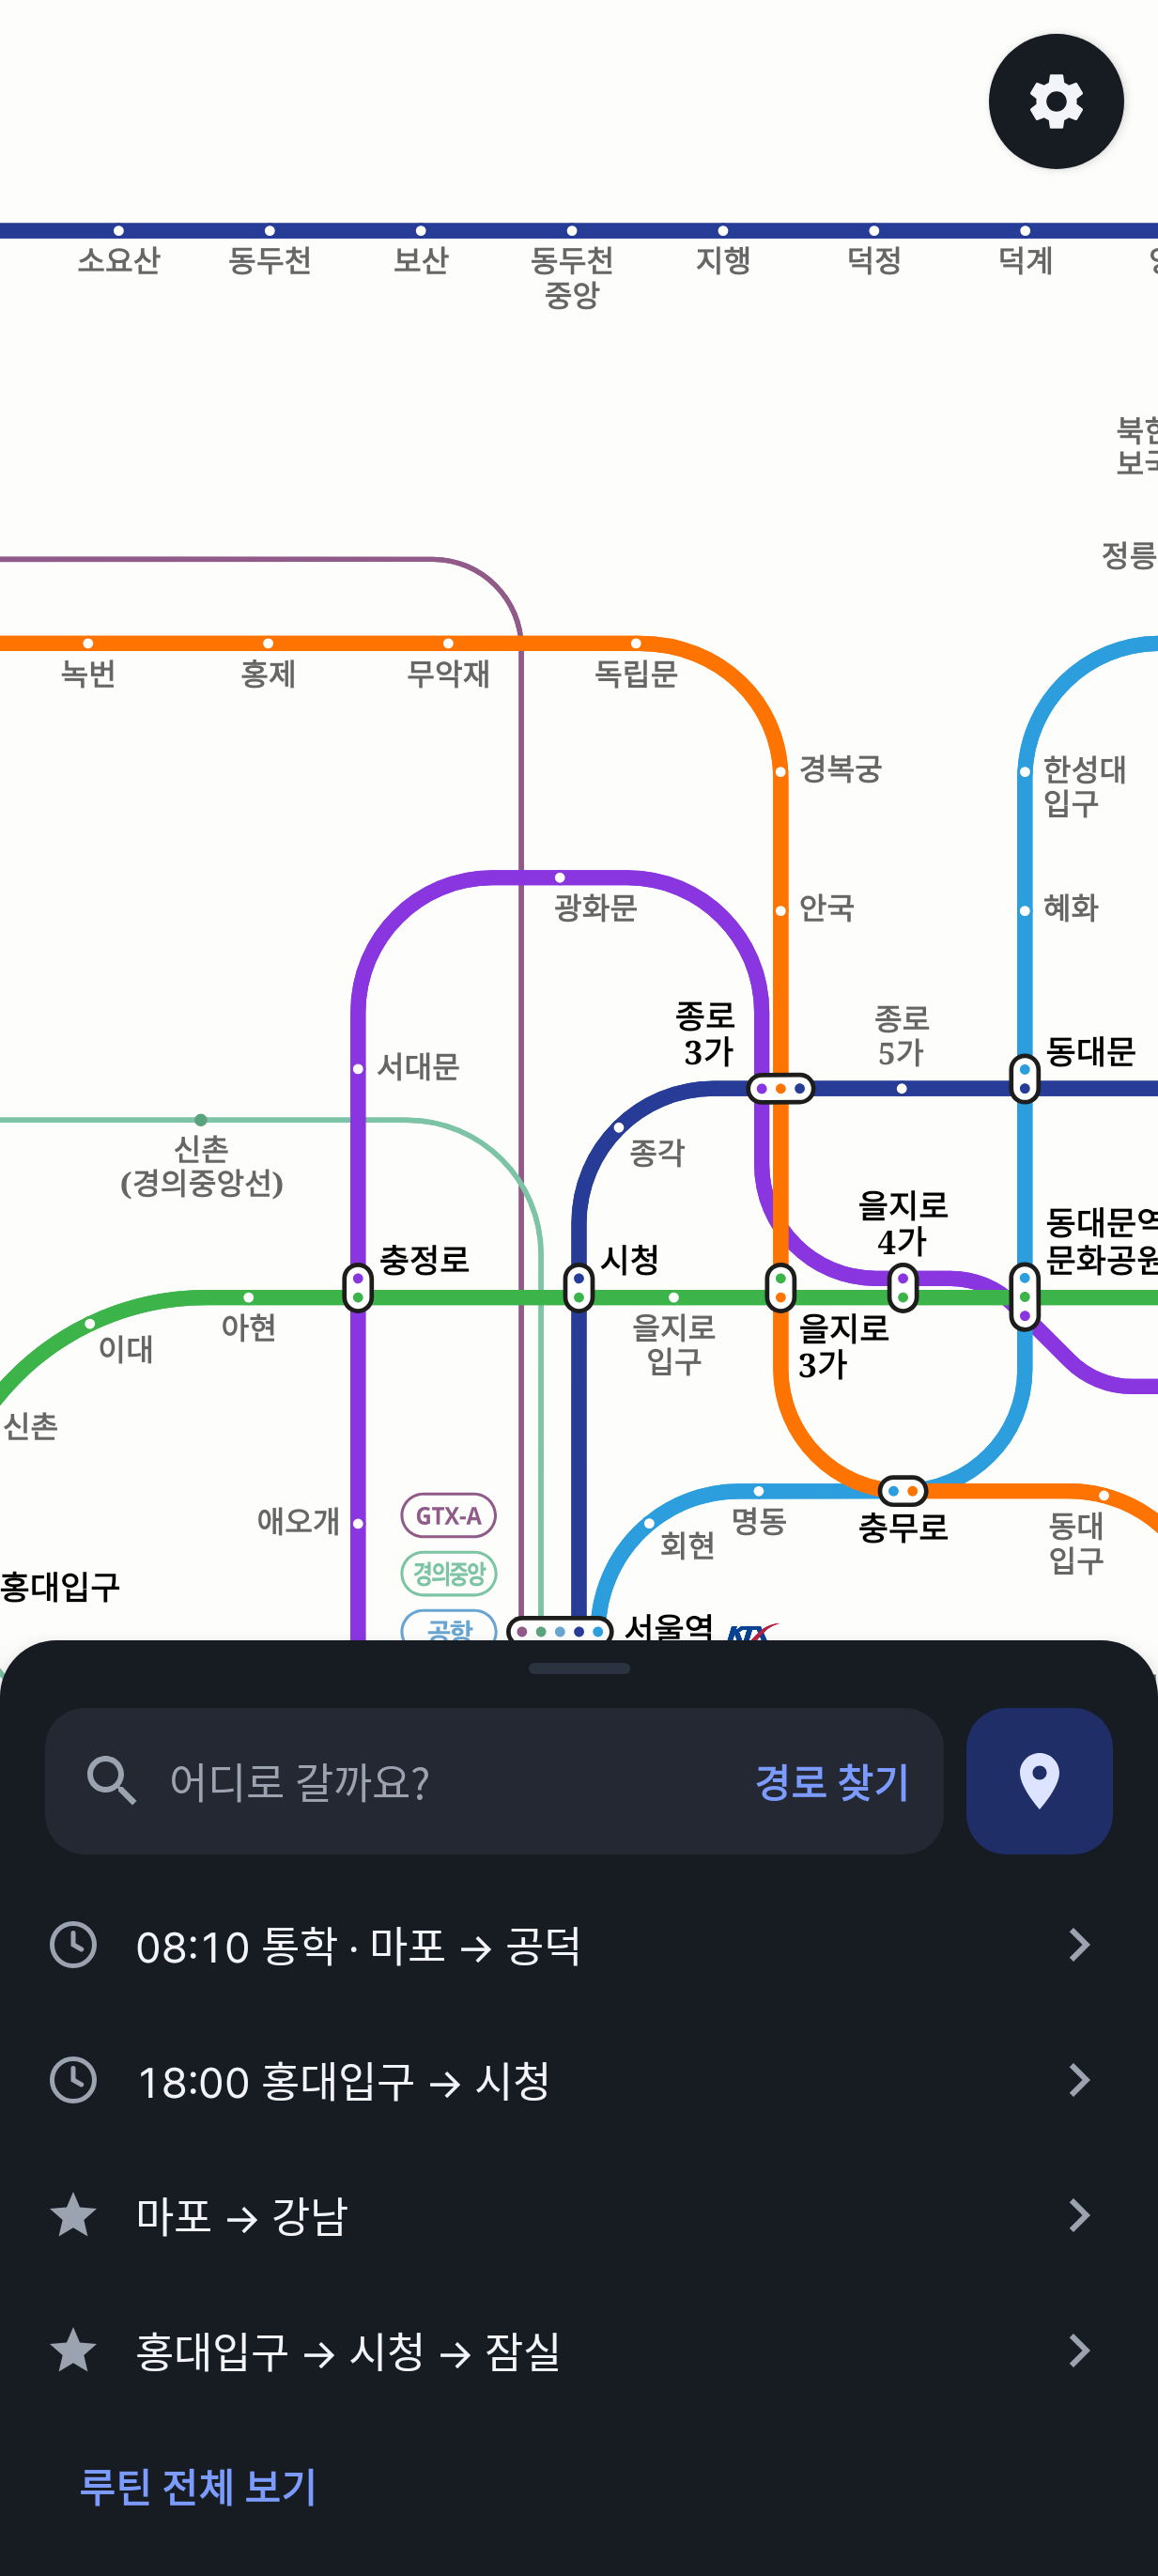 소요산
동두천
보산
동두천
중앙
지행
덕정
덕계
정릉
녹번
홍제
무악재
독립문
경복궁
한성대
입구
광화문
안국
혜화
종로
3가
종로
5가
동대문
서대문
종각
신촌
(경의중앙선)
을지로
4가
충정로
시청
문화공원
이대
아현
을지로
입구
을지로
3가
신촌
애오개
GTX-A
경의중앙
공항
회현
명동
충무로
동대
입구
홍대입구
서울역
KTX
어디로 갈까요?
경로 찾기
08:10 통학 · 마포 → 공덕
18:00 홍대입구 → 시청
마포 → 강남
홍대입구 → 시청 → 잠실
루틴 전체 보기